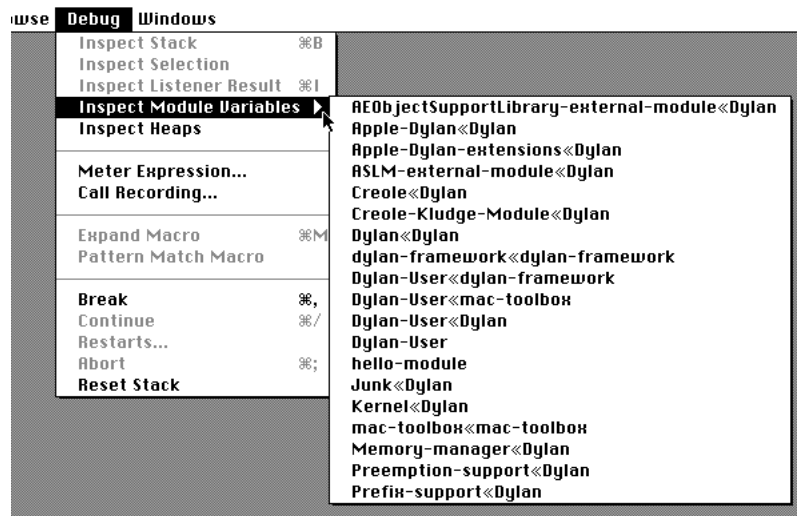 owse Debug Windows
Inspect Stack ⌘B
Inspect Selection
Inspect Listener Result ⌘I
Inspect Module Variables ▶
Inspect Heaps
Meter Expression...
Call Recording...
Expand Macro ⌘M
Pattern Match Macro
Break ⌘,
Continue ⌘/
Restarts...
Abort ⌘;
Reset Stack
AEObjectSupportLibrary-external-module«Dylan
Apple-Dylan«Dylan
Apple-Dylan-extensions«Dylan
ASLM-external-module«Dylan
Creole«Dylan
Creole-Kludge-Module«Dylan
Dylan«Dylan
dylan-framework«dylan-framework
Dylan-User«dylan-framework
Dylan-User«mac-toolbox
Dylan-User«Dylan
Dylan-User
hello-module
Junk«Dylan
Kernel«Dylan
mac-toolbox«mac-toolbox
Memory-manager«Dylan
Preemption-support«Dylan
Prefix-support«Dylan